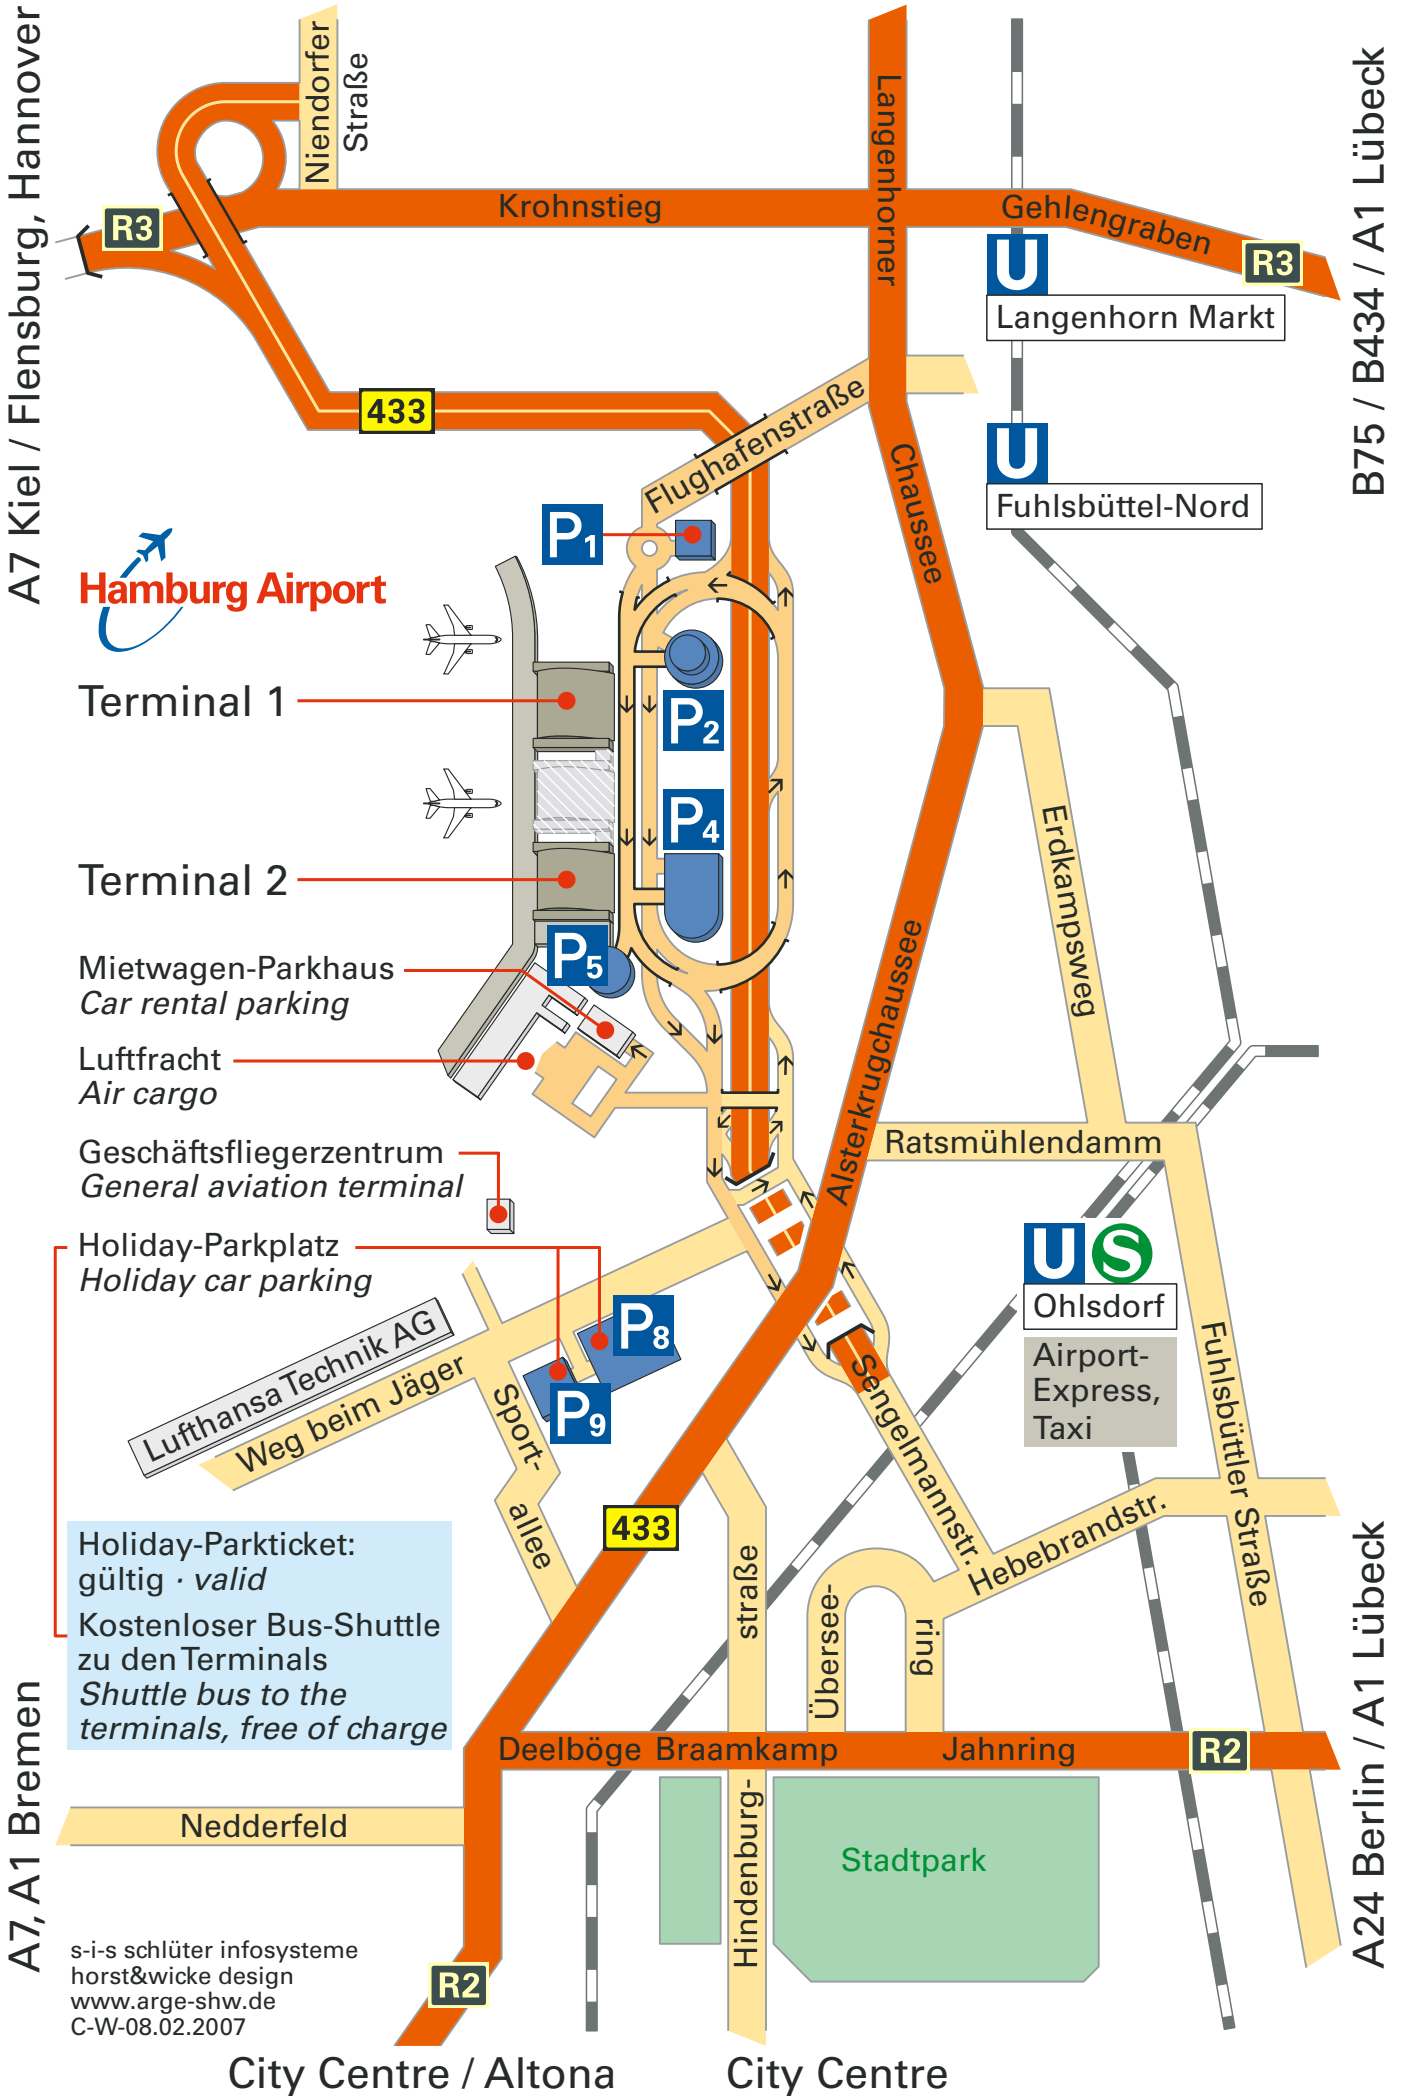 A7 Kiel / Flensburg, Hannover
Niendorfer
Straße
Langenhorner
Chaussee
B75 / B434 / A1 Lübeck
R3
Krohnstieg
Gehlengraben
R3
U
Langenhorn Markt
433
Flughafenstraße
U
Fuhlsbüttel-Nord
P1
Hamburg Airport
Terminal 1
P2
P4
Terminal 2
Erdkampsweg
Alsterkrugchaussee
P5
Mietwagen-Parkhaus
Car rental parking
Luftfracht
Air cargo
Geschäftsfliegerzentrum
General aviation terminal
Ratsmühlendamm
Holiday-Parkplatz
Holiday car parking
U S
Ohlsdorf
Airport-
Express,
Taxi
P8
P9
Lufthansa Technik AG
Weg beim Jäger
Sport-
allee
Sengelmannstr.
Fuhlsbüttler Straße
Hebebrandstr.
433
Holiday-Parkticket:
gültig · valid
Kostenloser Bus-Shuttle
zu den Terminals
Shuttle bus to the
terminals, free of charge
straße
Übersee-
ring
A7, A1 Bremen
Deelböge
Braamkamp
Jahnring
R2
A24 Berlin / A1 Lübeck
Nedderfeld
Hindenburg-
Stadtpark
R2
s-i-s schlüter infosysteme
horst&wicke design
www.arge-shw.de
C-W-08.02.2007
City Centre / Altona
City Centre